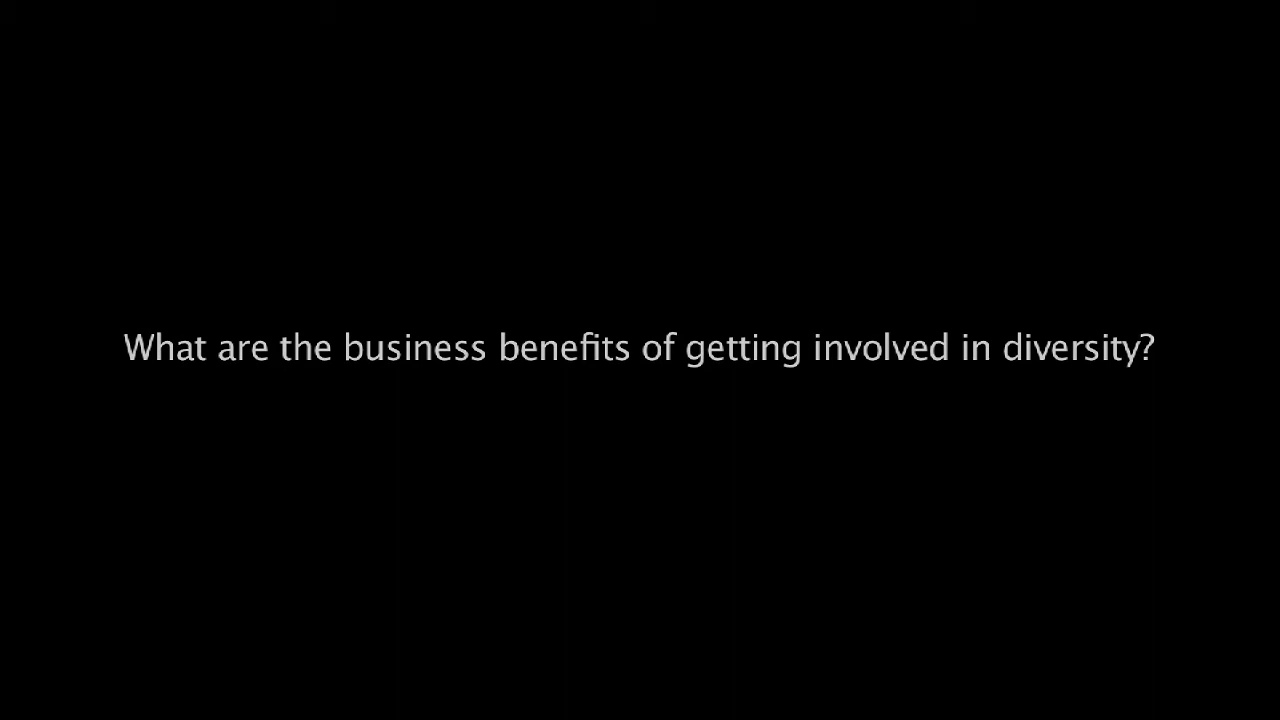 What are the business benefits of getting involved in diversity?